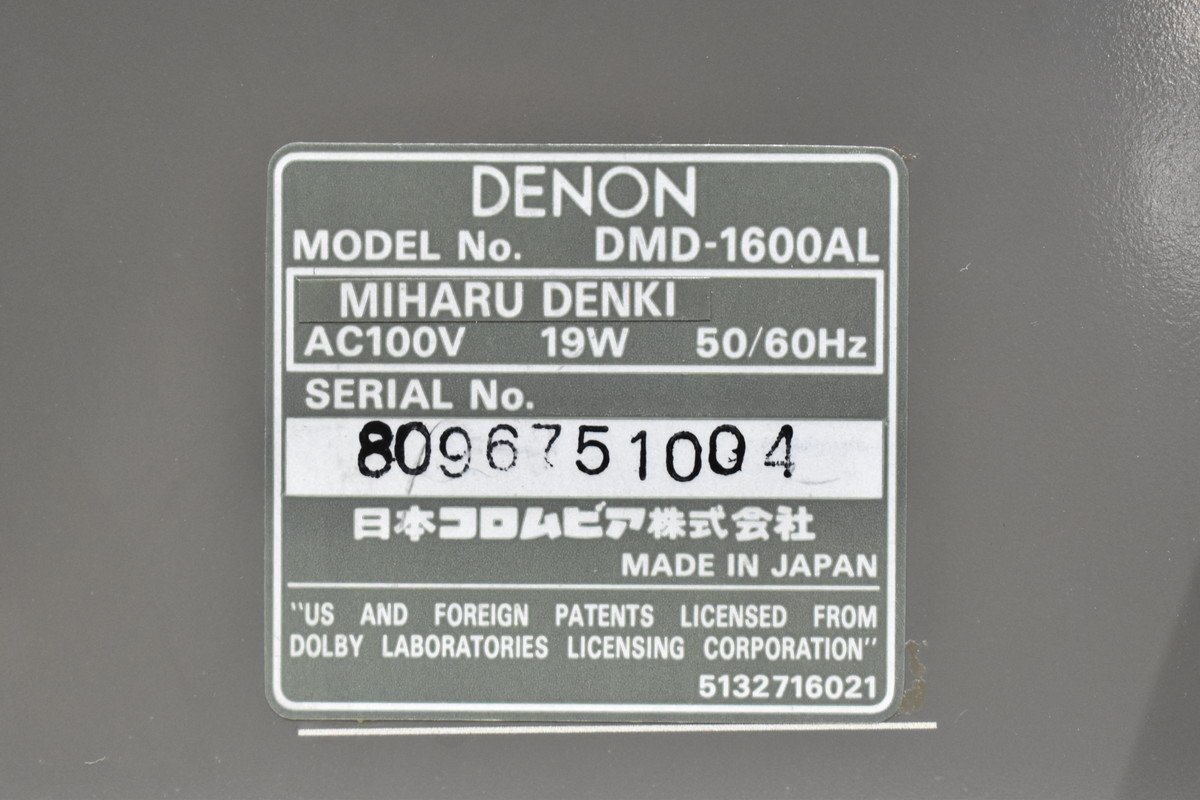 DENON
MODEL No. DMD-1600AL
MIHARU DENKI
AC100V 19W 50/60Hz
SERIAL No.
8096751004
日本コロムビア株式会社
MADE IN JAPAN
"US AND FOREIGN PATENTS LICENSED FROM
DOLBY LABORATORIES LICENSING CORPORATION"
5132716021